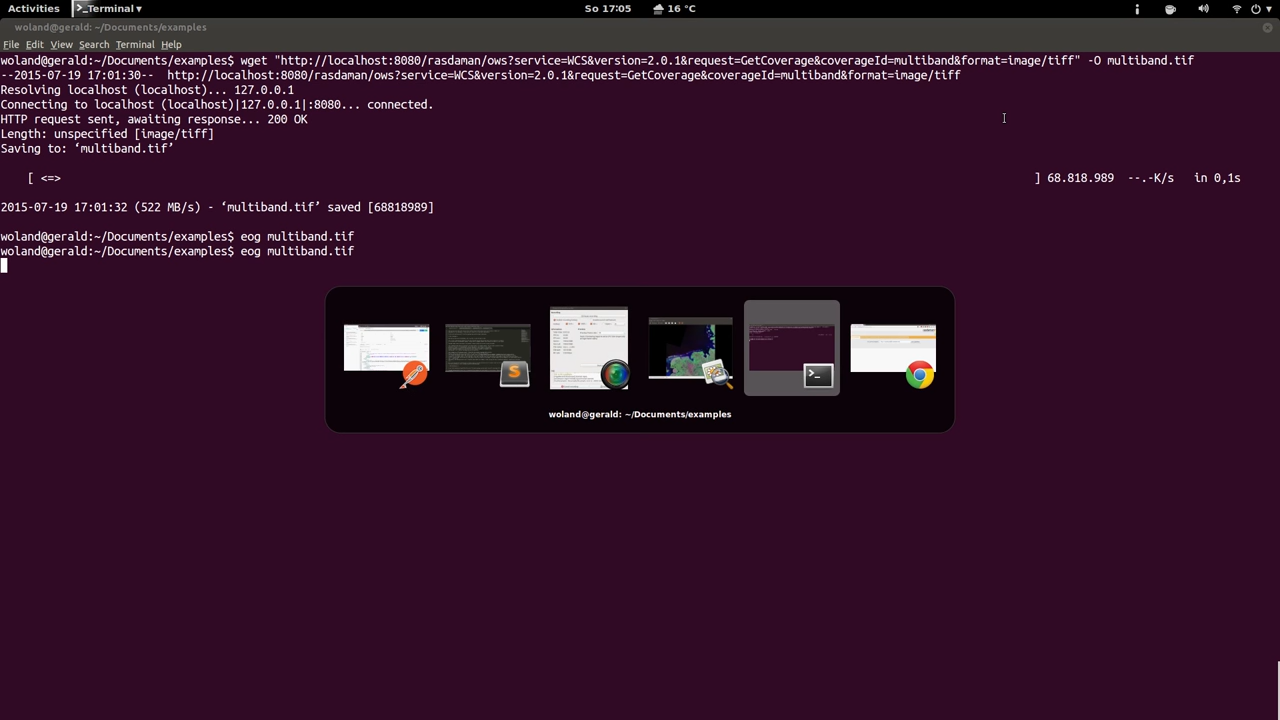 Activities >_Terminal ▾ So 17:05 16 °C
woland@gerald: ~/Documents/examples
File Edit View Search Terminal Help
woland@gerald:~/Documents/examples$ wget "http://localhost:8080/rasdaman/ows?service=WCS&version=2.0.1&request=GetCoverage&coverageId=multiband&format=image/tiff" -O multiband.tif
--2015-07-19 17:01:30--  http://localhost:8080/rasdaman/ows?service=WCS&version=2.0.1&request=GetCoverage&coverageId=multiband&format=image/tiff
Resolving localhost (localhost)... 127.0.0.1
Connecting to localhost (localhost)|127.0.0.1|:8080... connected.
HTTP request sent, awaiting response... 200 OK
Length: unspecified [image/tiff]
Saving to: ‘multiband.tif’
[ <=> ] 68.818.989 --.-K/s in 0,1s
2015-07-19 17:01:32 (522 MB/s) - ‘multiband.tif’ saved [68818989]
woland@gerald:~/Documents/examples$ eog multiband.tif
woland@gerald:~/Documents/examples$ eog multiband.tif
woland@gerald: ~/Documents/examples